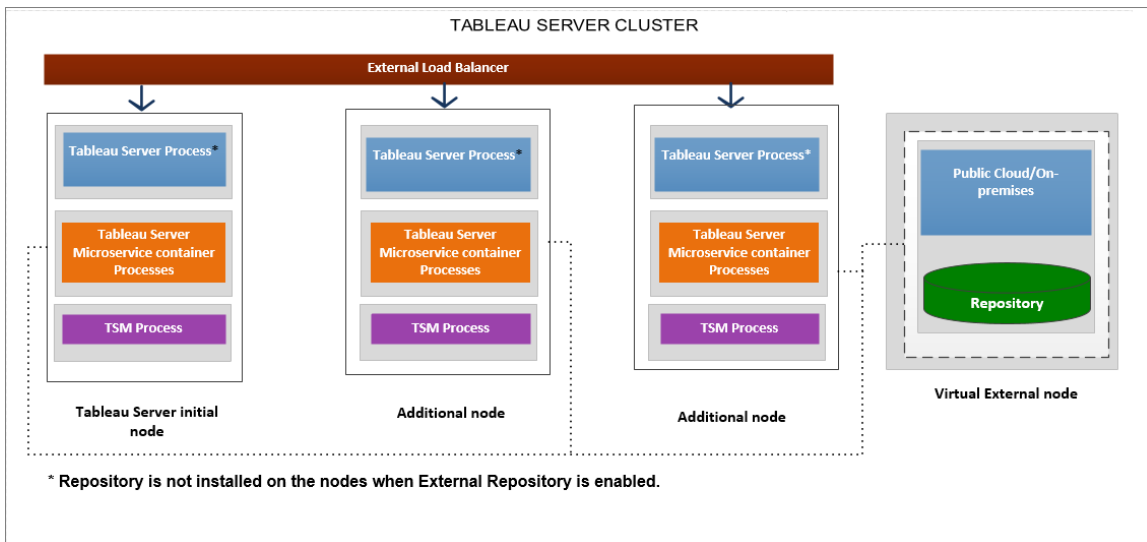 TABLEAU SERVER CLUSTER
External Load Balancer
Tableau Server Process*
Tableau Server
Microservice container
Processes
TSM Process
Tableau Server initial
node
Tableau Server Process*
Tableau Server
Microservice container
Processes
TSM Process
Additional node
Tableau Server Process*
Tableau Server
Microservice container
Processes
TSM Process
Additional node
Public Cloud/On-
premises
Repository
Virtual External node
* Repository is not installed on the nodes when External Repository is enabled.